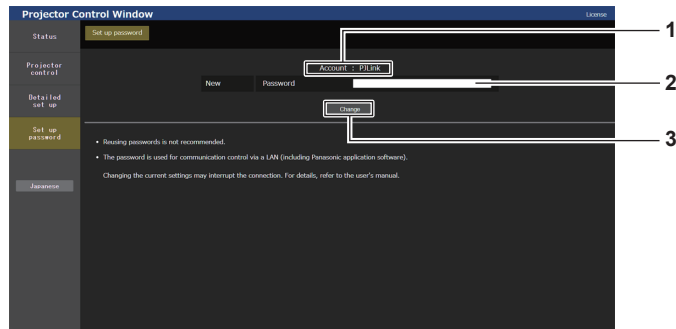 Projector Control Window
License
Status
Set up password
1
Account : PJLink
Projector
control
New Password
2
Change
Detailed
set up
3
Set up
password
• Reusing passwords is not recommended.
• The password is used for communication control via a LAN (including Panasonic application software).
Changing the current settings may interrupt the connection. For details, refer to the user's manual.
Japanese